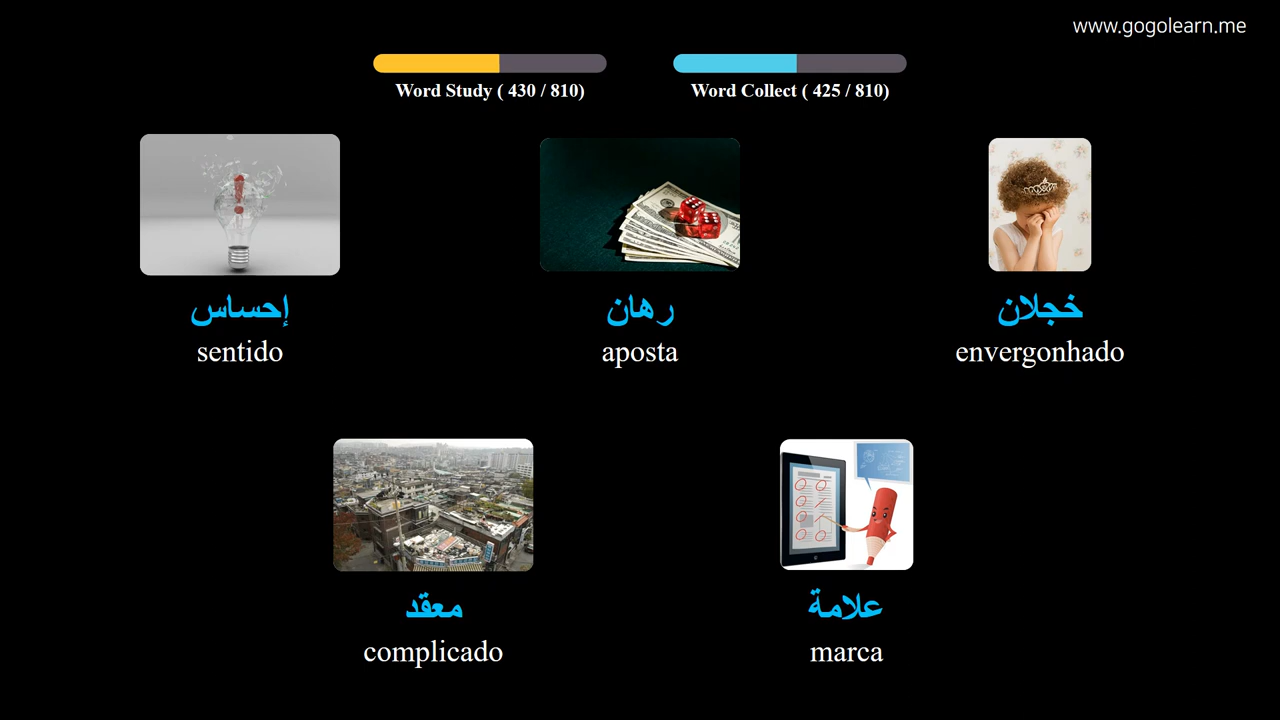 www.gogolearn.me
Word Study ( 430 / 810)
Word Collect ( 425 / 810)
إحساس
sentido
رهان
aposta
خجلان
envergonhado
معقد
complicado
علامة
marca